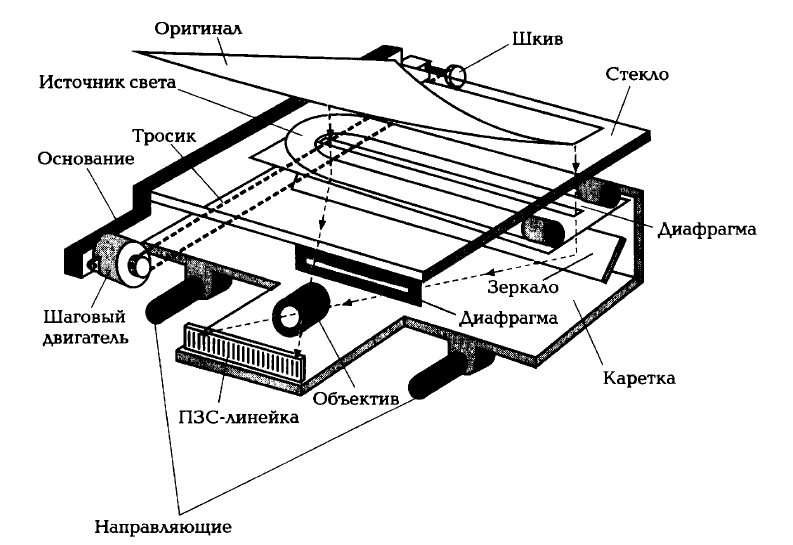 Оригинал
Шкив
Источник света
Стекло
Тросик
Основание
Диафрагма
Зеркало
Шаговый
двигатель
Диафрагма
Каретка
Объектив
ПЗС-линейка
Направляющие